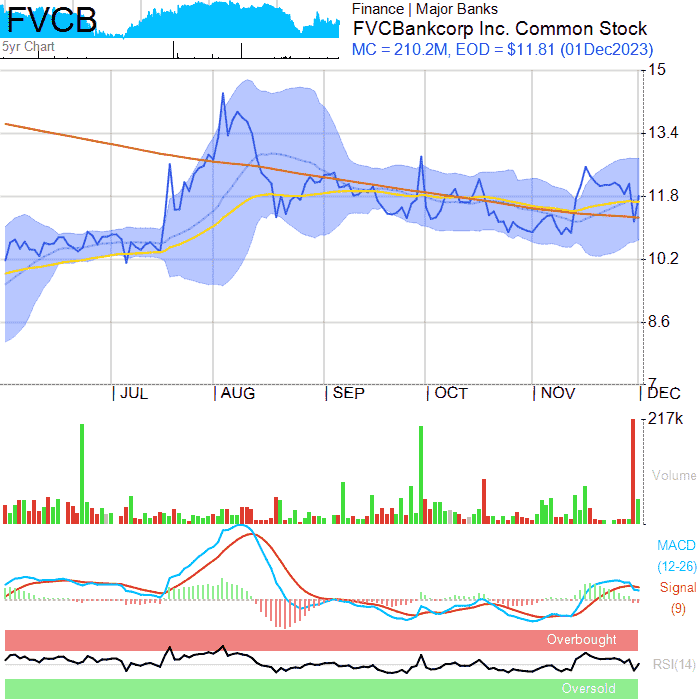 FVCB
5yr Chart
Finance | Major Banks
FVCBankcorp Inc. Common Stock
MC = 210.2M, EOD = $11.81 (01Dec2023)
15
13.4
11.8
10.2
8.6
7
JUL AUG SEP OCT NOV DEC
217k
Volume
MACD
(12-26)
Signal
(9)
Overbought
RSI(14)
Oversold